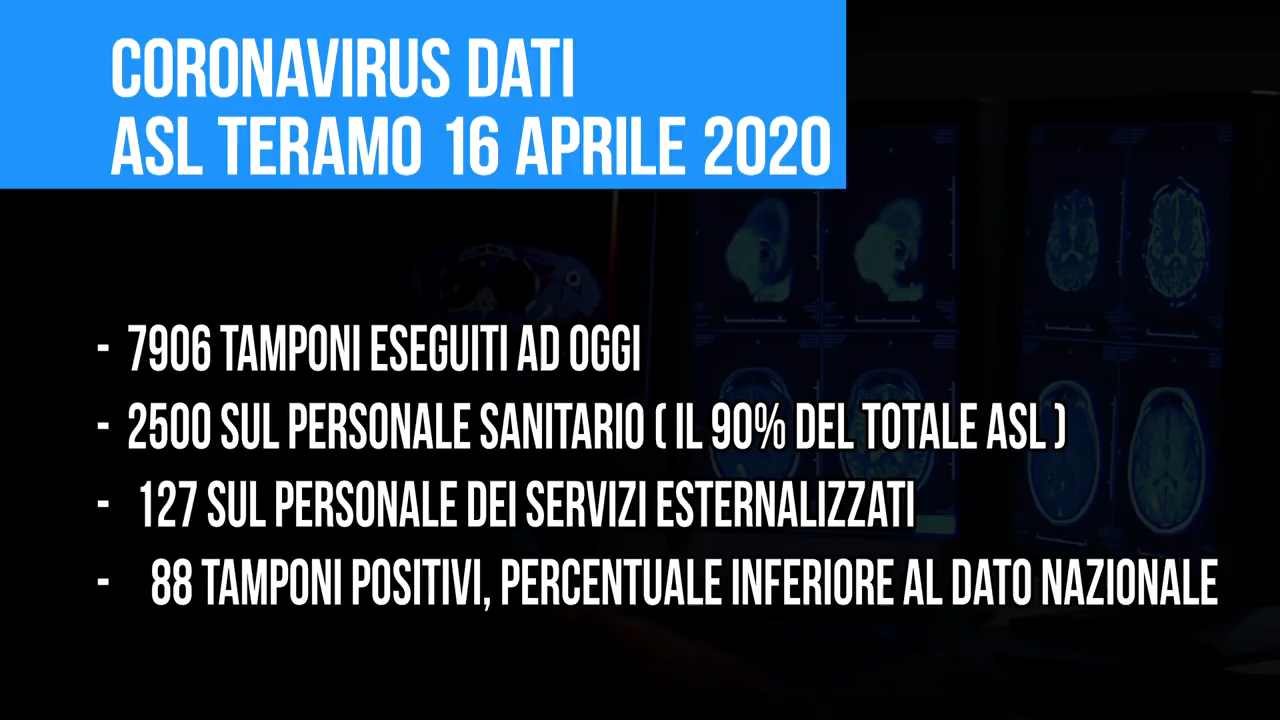 CORONAVIRUS DATI
ASL TERAMO 16 APRILE 2020
- 7906 TAMPONI ESEGUITI AD OGGI
- 2500 SUL PERSONALE SANITARIO ( IL 90% DEL TOTALE ASL )
- 127 SUL PERSONALE DEI SERVIZI ESTERNALIZZATI
- 88 TAMPONI POSITIVI, PERCENTUALE INFERIORE AL DATO NAZIONALE